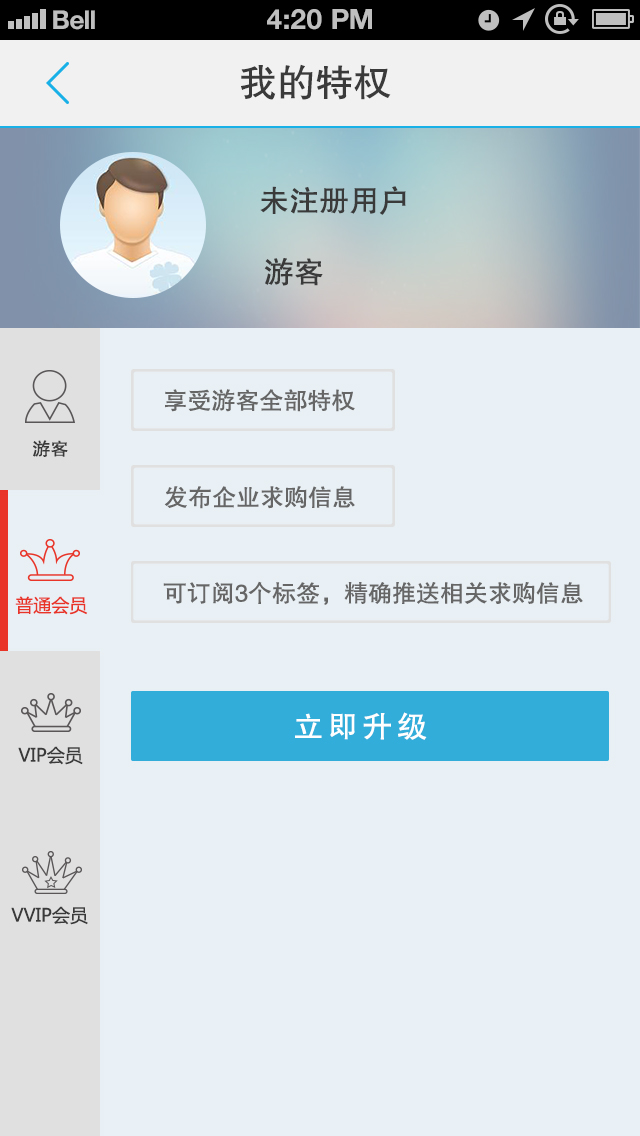 Bell 4:20 PM
我的特权
未注册用户
游客
游客
享受游客全部特权
发布企业求购信息
可订阅3个标签，精确推送相关求购信息
普通会员
立即升级
VIP会员
VVIP会员